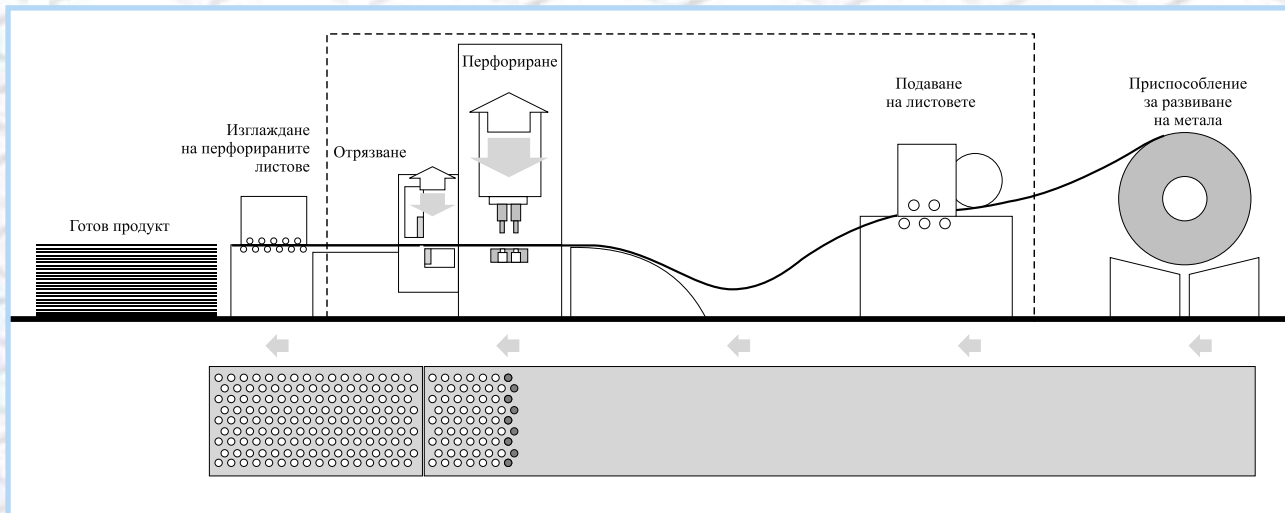 Перфориране
Подаване
на листовете
Приспособление
за развиване
на метала
Изглаждане
на перфорираните
листове
Отрязване
Готов продукт